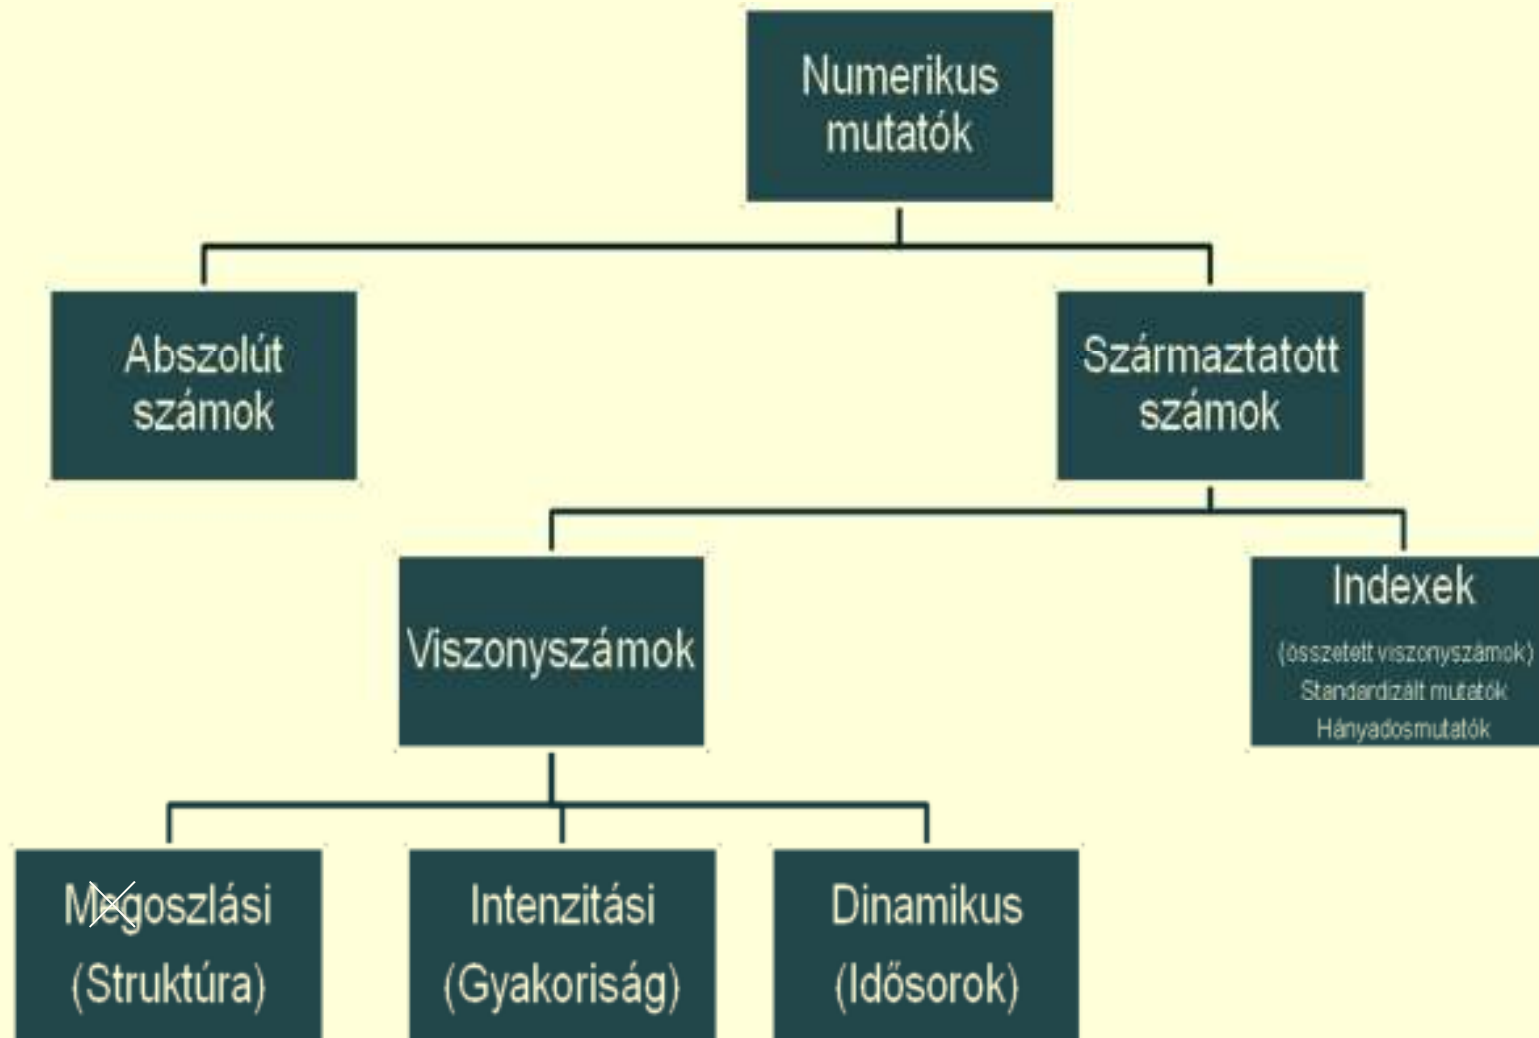 Numerikus
mutatók
Abszolút
számok
Származtatott
számok
Viszonyszámok
Indexek
(összetett viszonyszámok)
Standardizált mutatók
Hányadosmutatók
Megoszlási
(Struktúra)
Intenzitási
(Gyakoriság)
Dinamikus
(Idősorok)